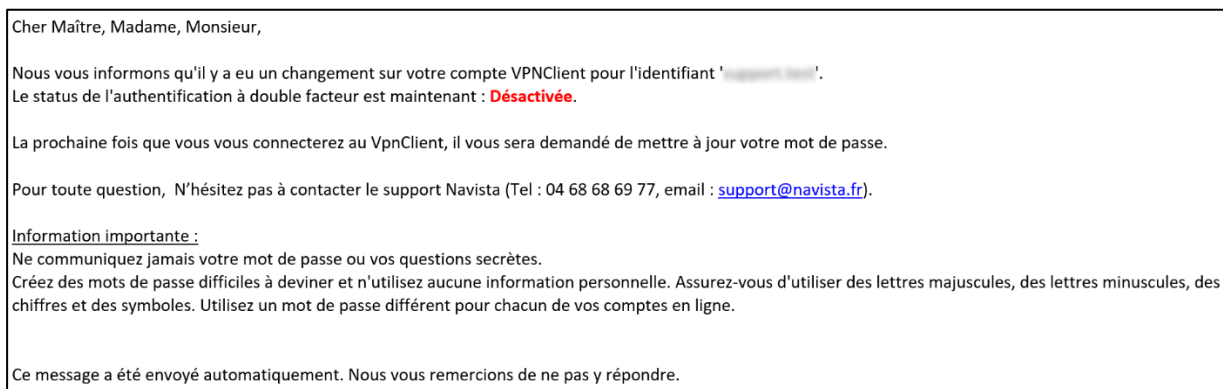 Cher Maître, Madame, Monsieur,
Nous vous informons qu'il y a eu un changement sur votre compte VPNClient pour l'identifiant ' '.
Le status de l'authentification à double facteur est maintenant : Désactivée.
La prochaine fois que vous vous connecterez au VpnClient, il vous sera demandé de mettre à jour votre mot de passe.
Pour toute question,  N’hésitez pas à contacter le support Navista (Tel : 04 68 68 69 77, email : support@navista.fr).
Information importante :
Ne communiquez jamais votre mot de passe ou vos questions secrètes.
Créez des mots de passe difficiles à deviner et n'utilisez aucune information personnelle. Assurez-vous d'utiliser des lettres majuscules, des lettres minuscules, des
chiffres et des symboles. Utilisez un mot de passe différent pour chacun de vos comptes en ligne.
Ce message a été envoyé automatiquement. Nous vous remercions de ne pas y répondre.